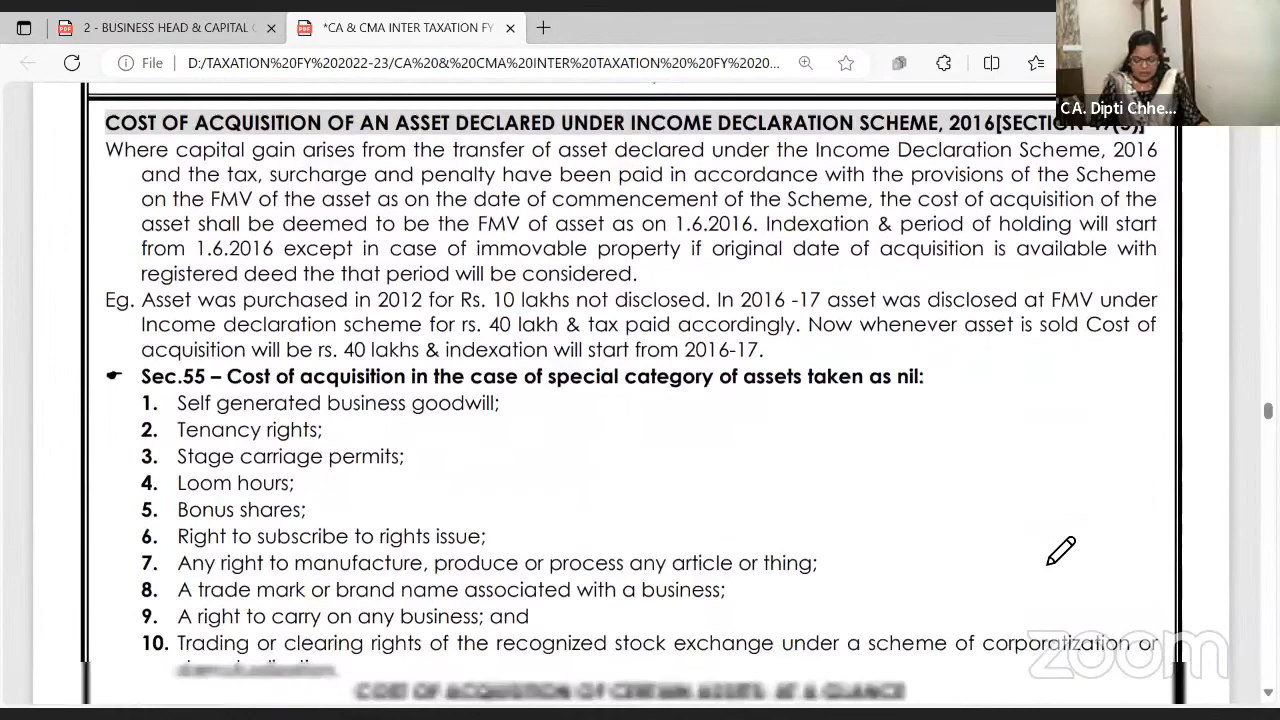 2 - BUSINESS HEAD & CAPITAL
*CA & CMA INTER TAXATION FY
File
D:/TAXATION%20FY%202022-23/CA%20&%20CMA%20INTER%20TAXATION%20%20FY%2020...
CA. Dipti Chhe...
COST OF ACQUISITION OF AN ASSET DECLARED UNDER INCOME DECLARATION SCHEME, 2016[SECTION
Where capital gain arises from the transfer of asset declared under the Income Declaration Scheme, 2016
and the tax, surcharge and penalty have been paid in accordance with the provisions of the Scheme
on the FMV of the asset as on the date of commencement of the Scheme, the cost of acquisition of the
asset shall be deemed to be the FMV of asset as on 1.6.2016. Indexation & period of holding will start
from 1.6.2016 except in case of immovable property if original date of acquisition is available with
registered deed the that period will be considered.
Eg. Asset was purchased in 2012 for Rs. 10 lakhs not disclosed. In 2016 -17 asset was disclosed at FMV under
Income declaration scheme for rs. 40 lakh & tax paid accordingly. Now whenever asset is sold Cost of
acquisition will be rs. 40 lakhs & indexation will start from 2016-17.
Sec.55 – Cost of acquisition in the case of special category of assets taken as nil:
1. Self generated business goodwill;
2. Tenancy rights;
3. Stage carriage permits;
4. Loom hours;
5. Bonus shares;
6. Right to subscribe to rights issue;
7. Any right to manufacture, produce or process any article or thing;
8. A trade mark or brand name associated with a business;
9. A right to carry on any business; and
10. Trading or clearing rights of the recognized stock exchange under a scheme of corporatization or
COST OF ACQUISITION OF CERTAIN ASSETS AT A GLANCE
zoom